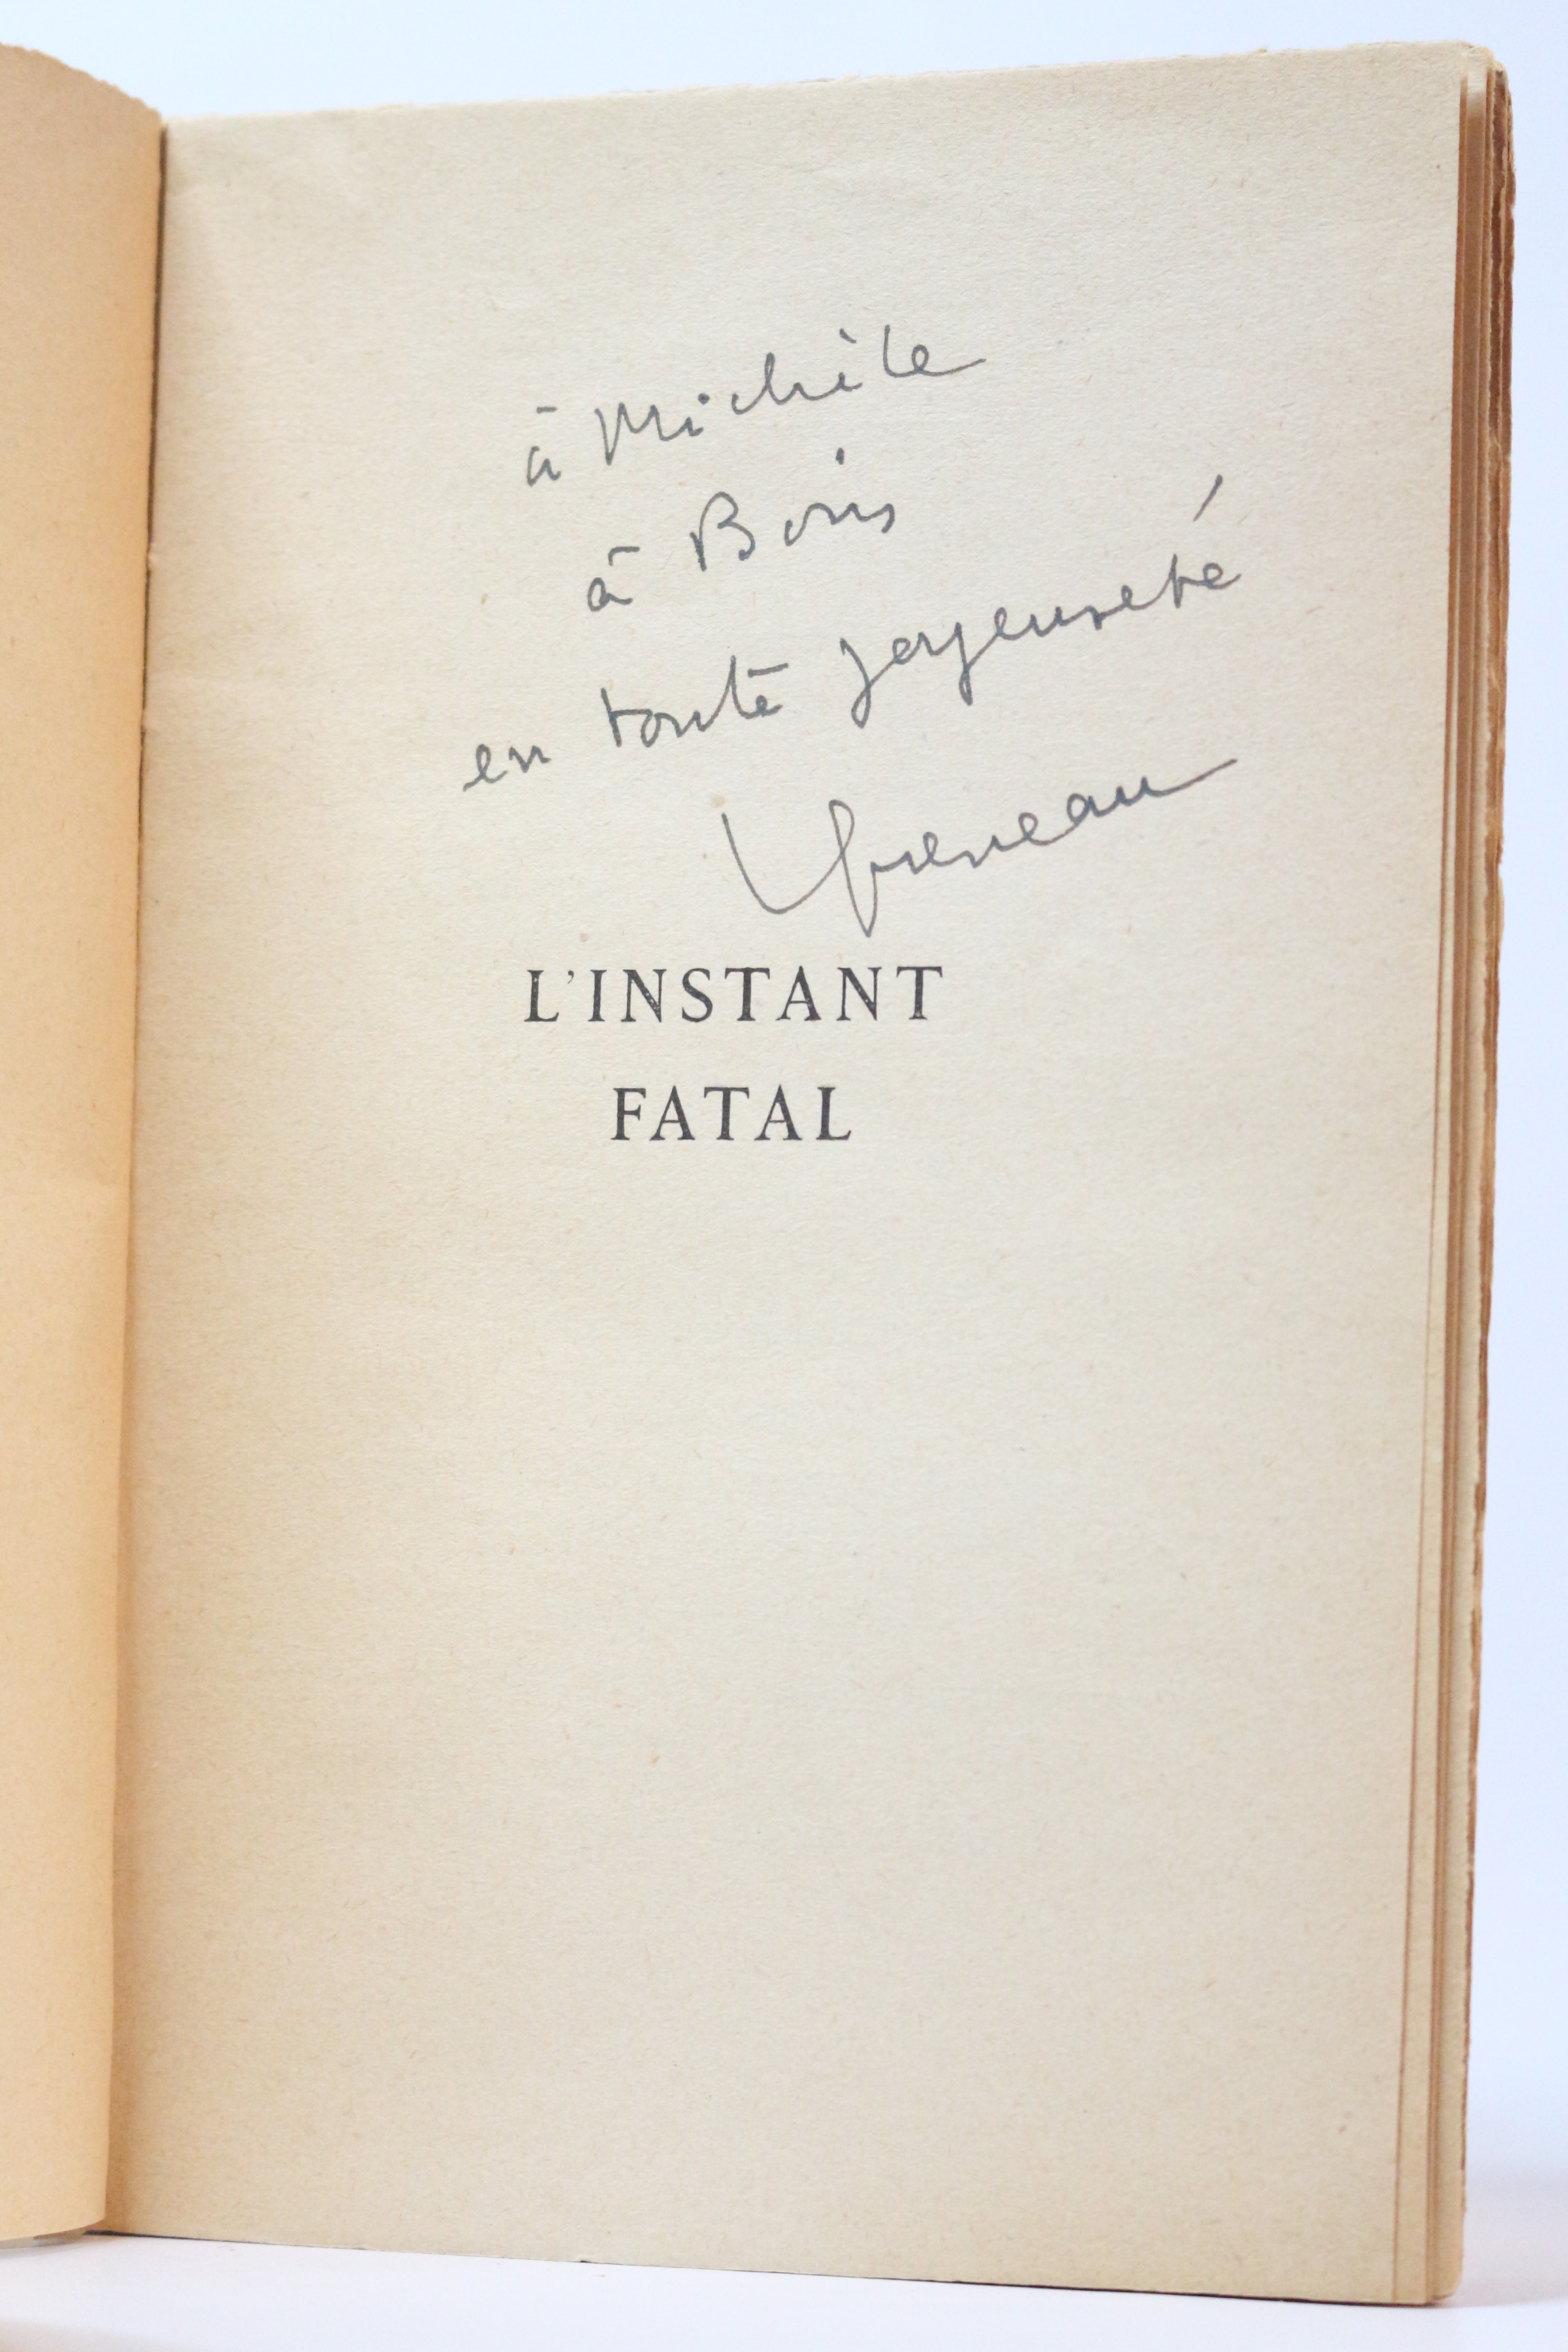 à Michèle
à Boris
en toute joyeuseté
Queneau
L'INSTANT
FATAL